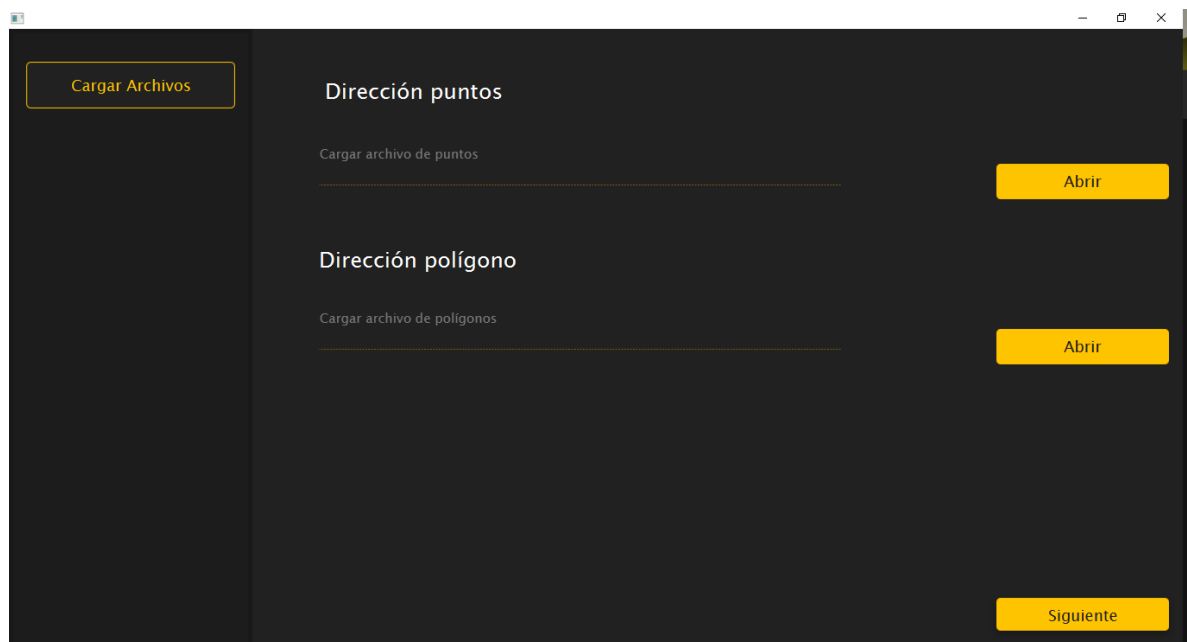 Cargar Archivos
Dirección puntos
Cargar archivo de puntos
Abrir
Dirección polígono
Cargar archivo de polígonos
Abrir
Siguiente